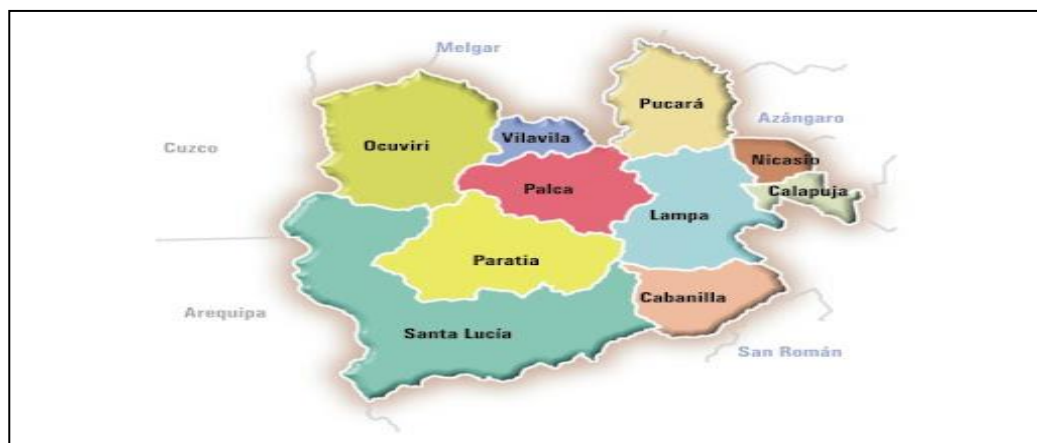 Melgar
Pucará
Azángaro
Cuzco
Ocuviri
Vilavila
Nicasio
Palca
Calapuja
Lampa
Paratia
Cabanilla
Arequipa
Santa Lucía
San Román